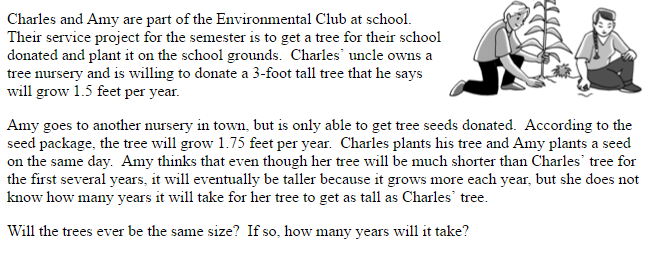 Charles and Amy are part of the Environmental Club at school.
Their service project for the semester is to get a tree for their school
donated and plant it on the school grounds.  Charles' uncle owns a
tree nursery and is willing to donate a 3-foot tall tree that he says
will grow 1.5 feet per year.
Amy goes to another nursery in town, but is only able to get tree seeds donated.  According to the
seed package, the tree will grow 1.75 feet per year.  Charles plants his tree and Amy plants a seed
on the same day.  Amy thinks that even though her tree will be much shorter than Charles' tree for
the first several years, it will eventually be taller because it grows more each year, but she does not
know how many years it will take for her tree to get as tall as Charles' tree.
Will the trees ever be the same size?  If so, how many years will it take?